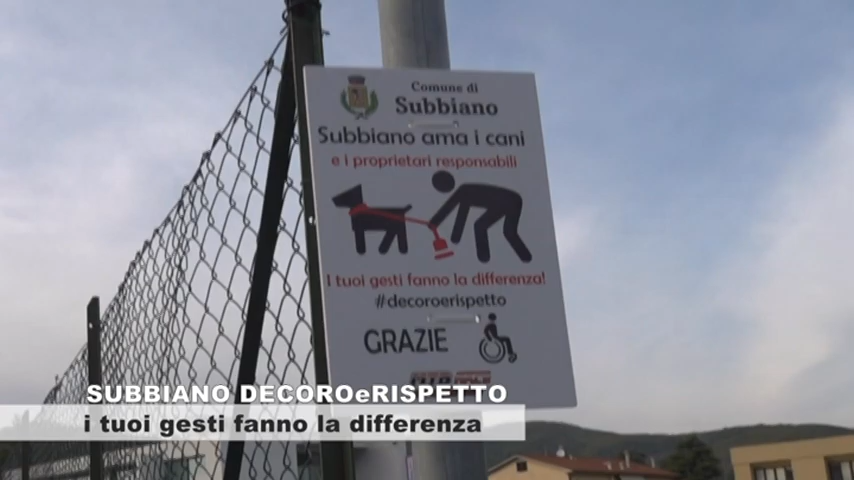 Comune di
Subbiano
Subbiano ama i cani
e i proprietari responsabili
I tuoi gesti fanno la differenza!
#decoroerispetto
GRAZIE
SUBBIANO DECOROeRISPETTO
i tuoi gesti fanno la differenza